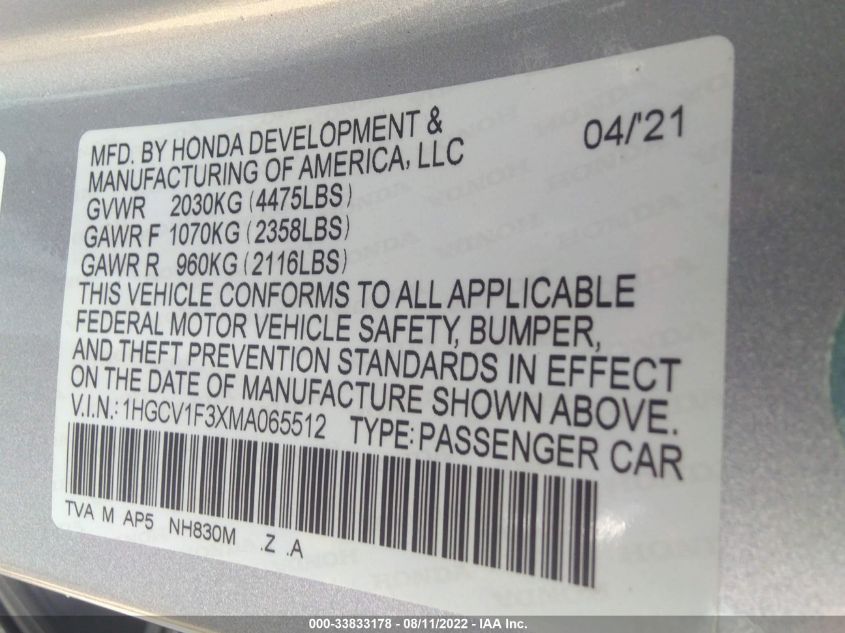 MFD. BY HONDA DEVELOPMENT &
MANUFACTURING OF AMERICA, LLC
04/'21
GVWR 2030KG (4475LBS)
GAWR F 1070KG (2358LBS)
GAWR R 960KG (2116LBS)
THIS VEHICLE CONFORMS TO ALL APPLICABLE
FEDERAL MOTOR VEHICLE SAFETY, BUMPER,
AND THEFT PREVENTION STANDARDS IN EFFECT
ON THE DATE OF MANUFACTURE SHOWN ABOVE.
V.I.N.: 1HGCV1F3XMA065512 TYPE: PASSENGER CAR
TVA M AP5 NH830M .Z .A
000-33833178 - 08/11/2022 - IAA Inc.